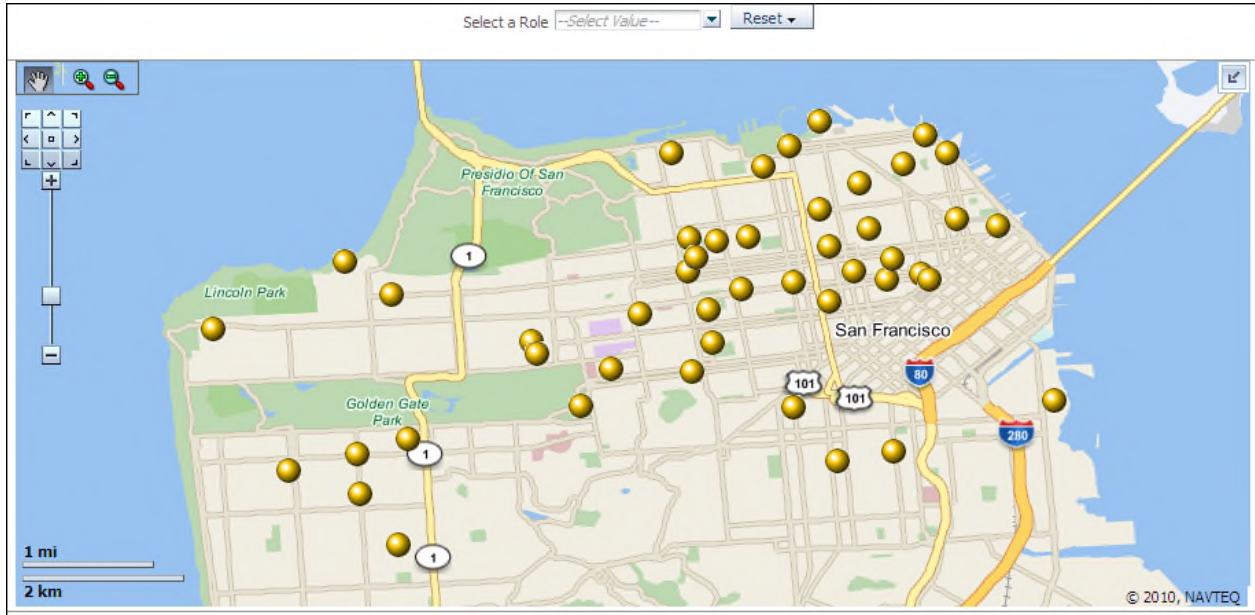 Select a Role --Select Value-- Reset
Presidio Of San
Francisco
1
Lincoln Park
San Francisco
80
101
101
Golden Gate
Park
280
1
1
1 mi
2 km
© 2010, NAVTEQ